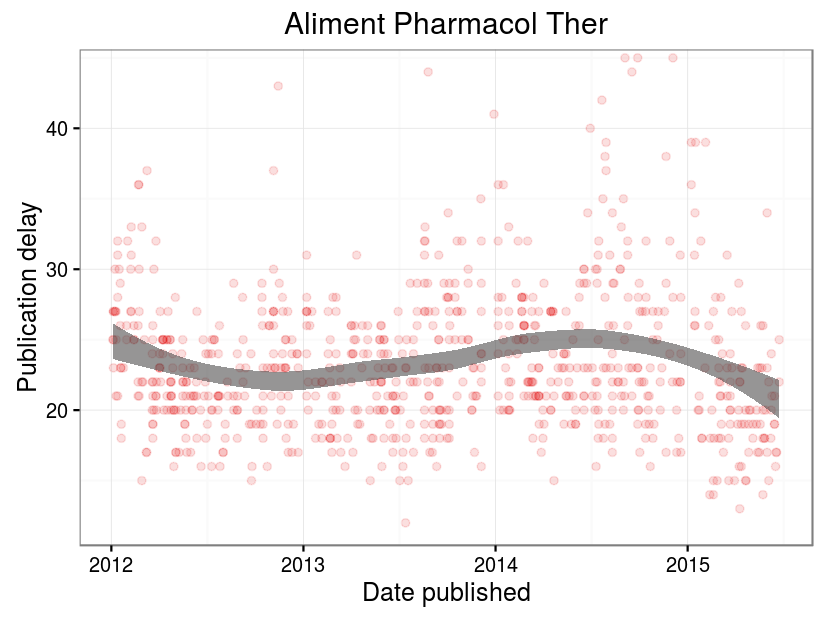 Aliment Pharmacol Ther
Publication delay
40
30
20
2012 2013 2014 2015
Date published